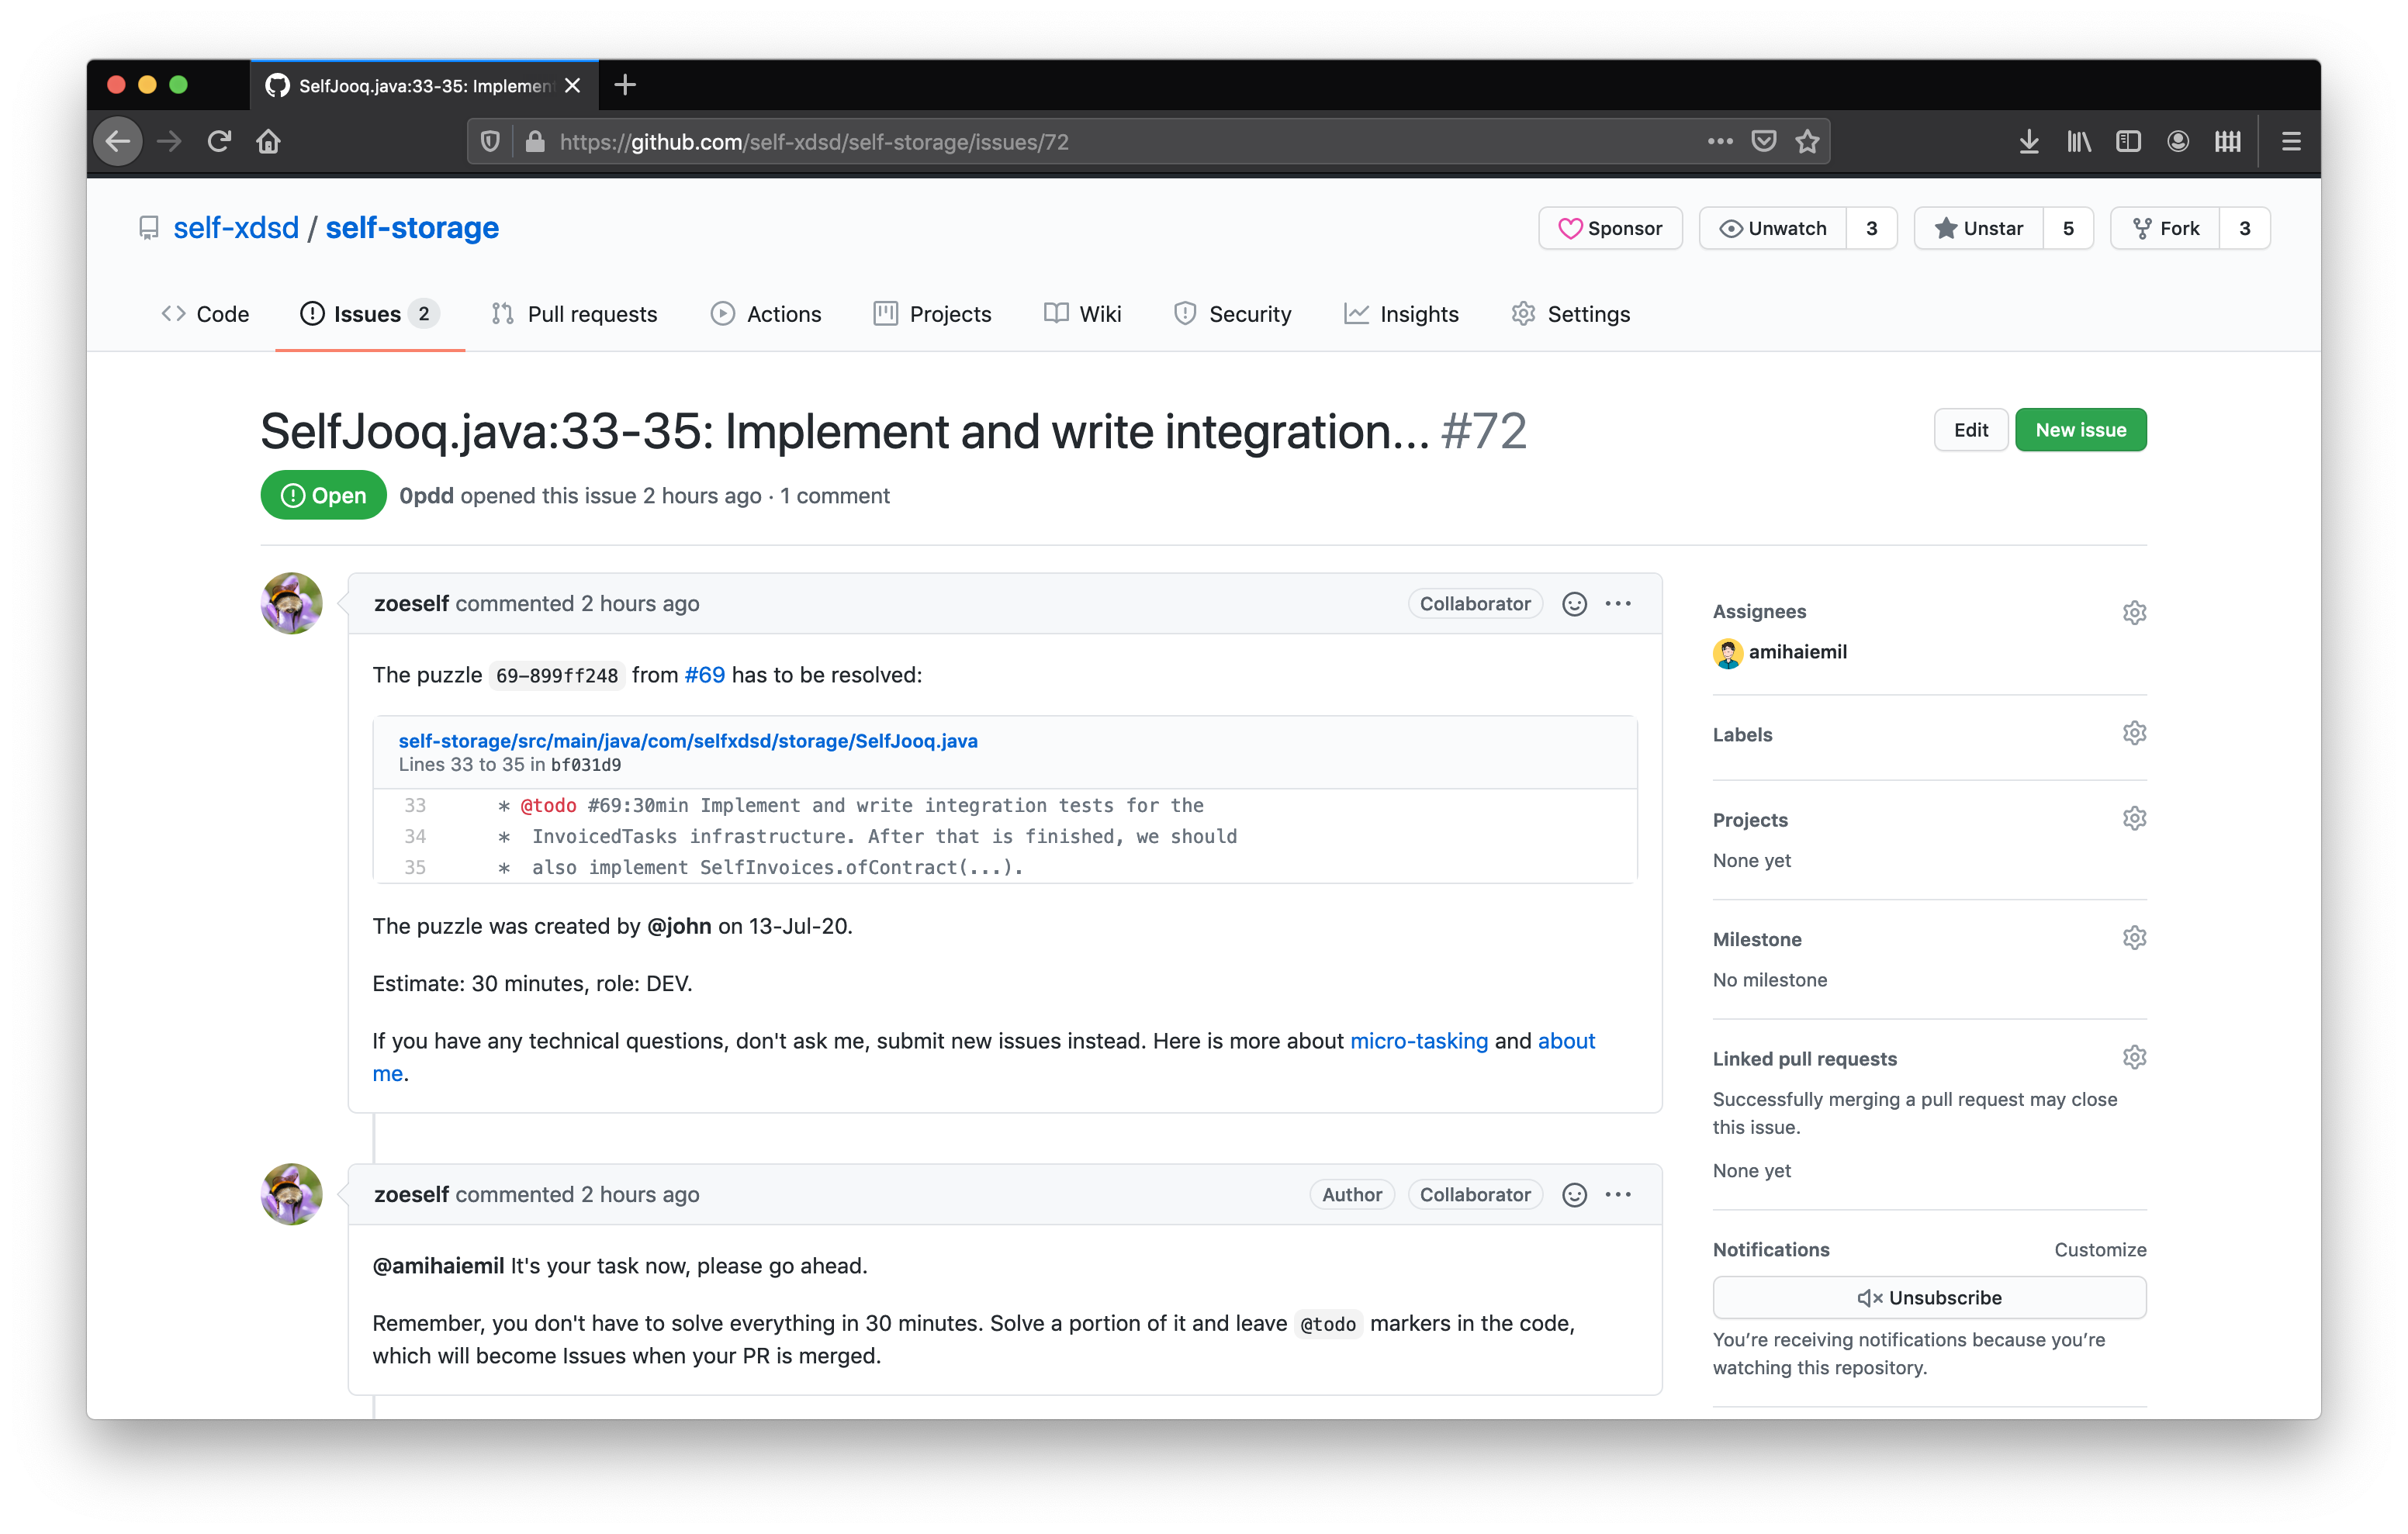 SelfJooq.java:33-35: Implemen
https://github.com/self-xdsd/self-storage/issues/72
self-xdsd / self-storage
Sponsor
Unwatch 3
Unstar 5
Fork 3
Code
Issues 2
Pull requests
Actions
Projects
Wiki
Security
Insights
Settings
SelfJooq.java:33-35: Implement and write integration... #72
Edit
New issue
Open
0pdd opened this issue 2 hours ago · 1 comment
zoeself commented 2 hours ago
Collaborator
The puzzle 69-899ff248 from #69 has to be resolved:
self-storage/src/main/java/com/selfxdsd/storage/SelfJooq.java
Lines 33 to 35 in bf031d9
33 * @todo #69:30min Implement and write integration tests for the
34 * InvoicedTasks infrastructure. After that is finished, we should
35 * also implement SelfInvoices.ofContract(...).
The puzzle was created by @john on 13-Jul-20.
Estimate: 30 minutes, role: DEV.
If you have any technical questions, don't ask me, submit new issues instead. Here is more about micro-tasking and about
me.
zoeself commented 2 hours ago
Author
Collaborator
@amihaiemil It's your task now, please go ahead.
Remember, you don't have to solve everything in 30 minutes. Solve a portion of it and leave @todo markers in the code,
which will become Issues when your PR is merged.
Assignees
amihaiemil
Labels
Projects
None yet
Milestone
No milestone
Linked pull requests
Successfully merging a pull request may close
this issue.
None yet
Notifications
Customize
Unsubscribe
You’re receiving notifications because you’re
watching this repository.